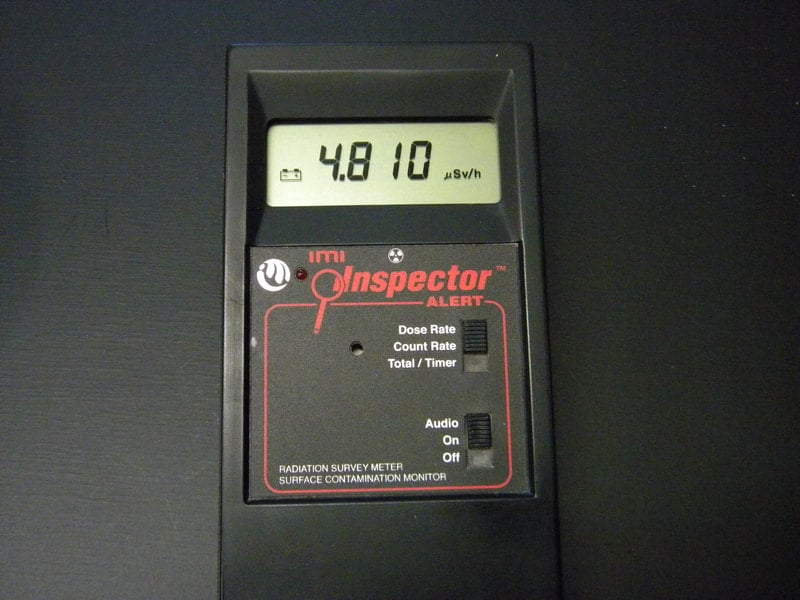 4.810 μSv/h
imi
Inspector™
ALERT
Dose Rate
Count Rate
Total / Timer
Audio
On
Off
RADIATION SURVEY METER
SURFACE CONTAMINATION MONITOR